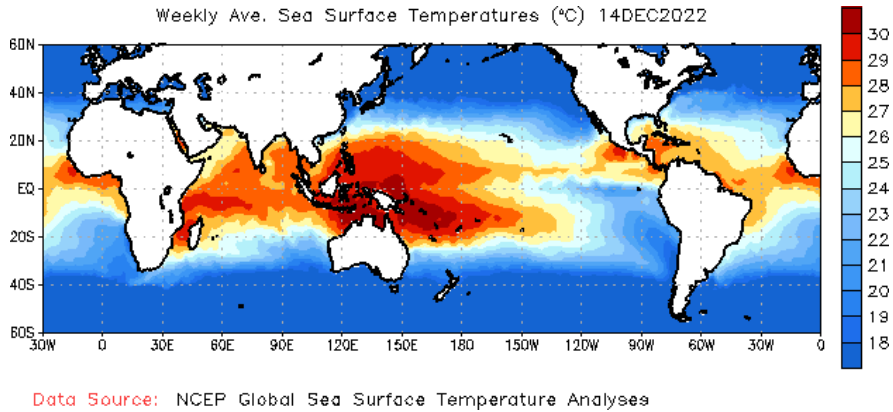 Weekly Ave. Sea Surface Temperatures (°C) 14DEC2022
60N
40N
20N
EQ
20S
40S
60S
30W 0 30E 60E 90E 120E 150E 180 150W 120W 90W 60W 30W 0
30
29
28
27
26
25
24
23
22
21
20
19
18
Data Source: NCEP Global Sea Surface Temperature Analyses